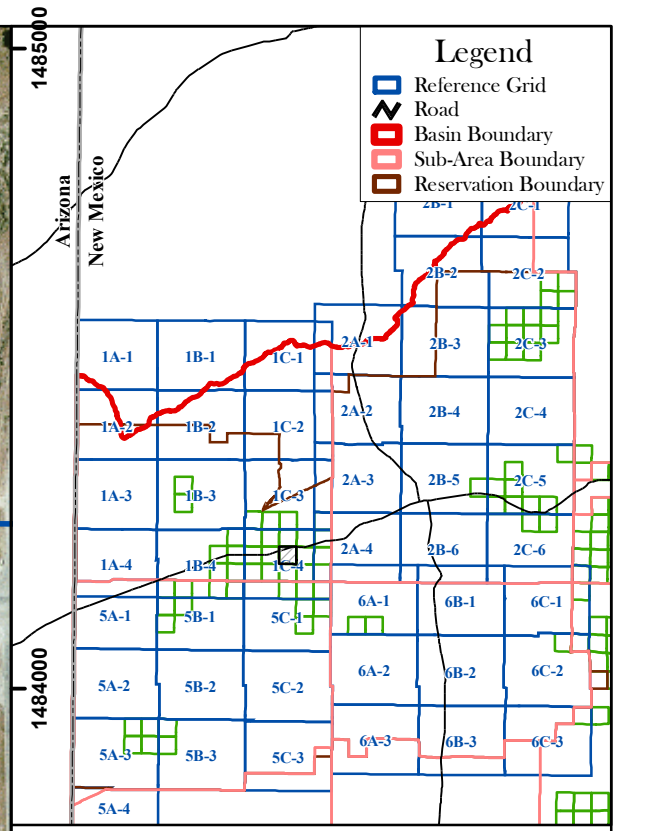 1485000
Legend
Reference Grid
Road
Basin Boundary
Sub-Area Boundary
Reservation Boundary
Arizona
New Mexico
2B-1 2C-1
2B-2 2C-2
1A-1 1B-1 1C-1 2A-1 2B-3 2C-3
1A-2 1B-2 1C-2 2A-2 2B-4 2C-4
1A-3 1B-3 1C-3 2A-3 2B-5 2C-5
1A-4 1B-4 1C-4 2A-4 2B-6 2C-6
5A-1 5B-1 5C-1 6A-1 6B-1 6C-1
5A-2 5B-2 5C-2 6A-2 6B-2 6C-2
1484000
5A-3 5B-3 5C-3 6A-3 6B-3 6C-3
5A-4